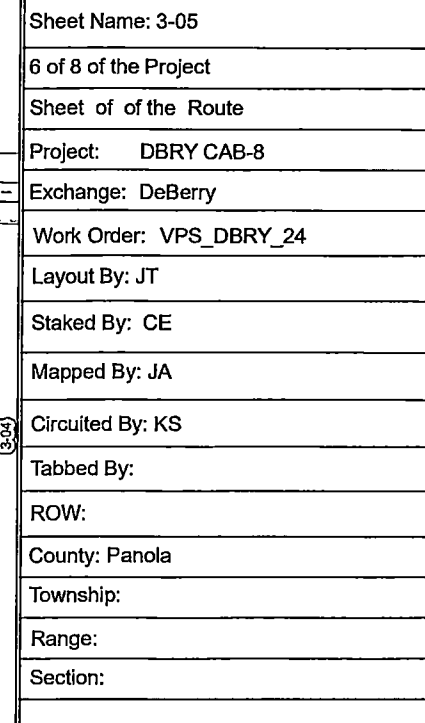 Sheet Name: 3-05
6 of 8 of the Project
Sheet of of the Route
Project: DBRY CAB-8
Exchange: DeBerry
Work Order: VPS_DBRY_24
Layout By: JT
Staked By: CE
Mapped By: JA
3-04
Circuited By: KS
Tabbed By:
ROW:
County: Panola
Township:
Range:
Section: